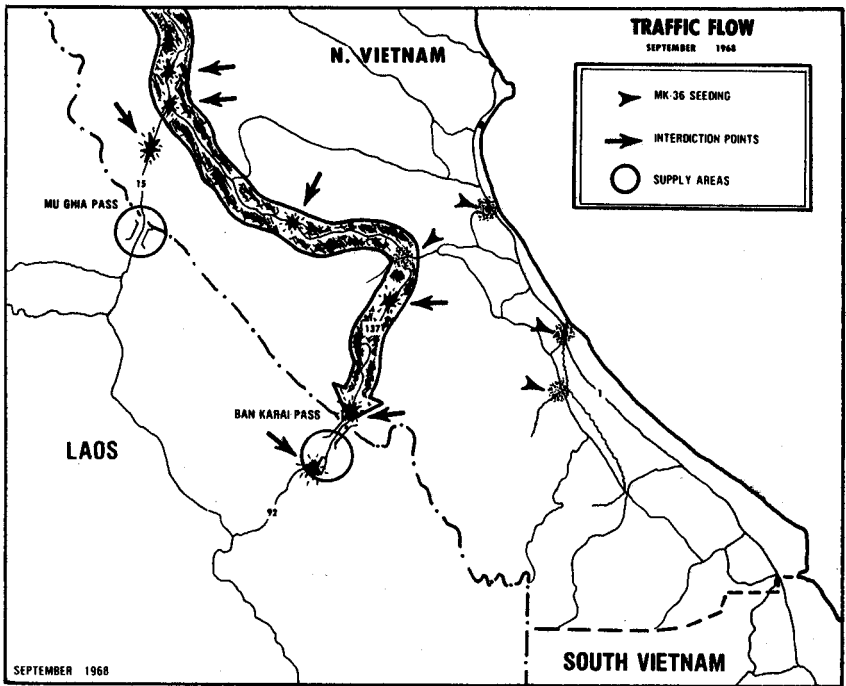 TRAFFIC FLOW
SEPTEMBER 1968
N. VIETNAM
MK-36 SEEDING
INTERDICTION POINTS
SUPPLY AREAS
15
MU GHIA PASS
137
1
BAN KARAI PASS
LAOS
92
SOUTH VIETNAM
SEPTEMBER 1968